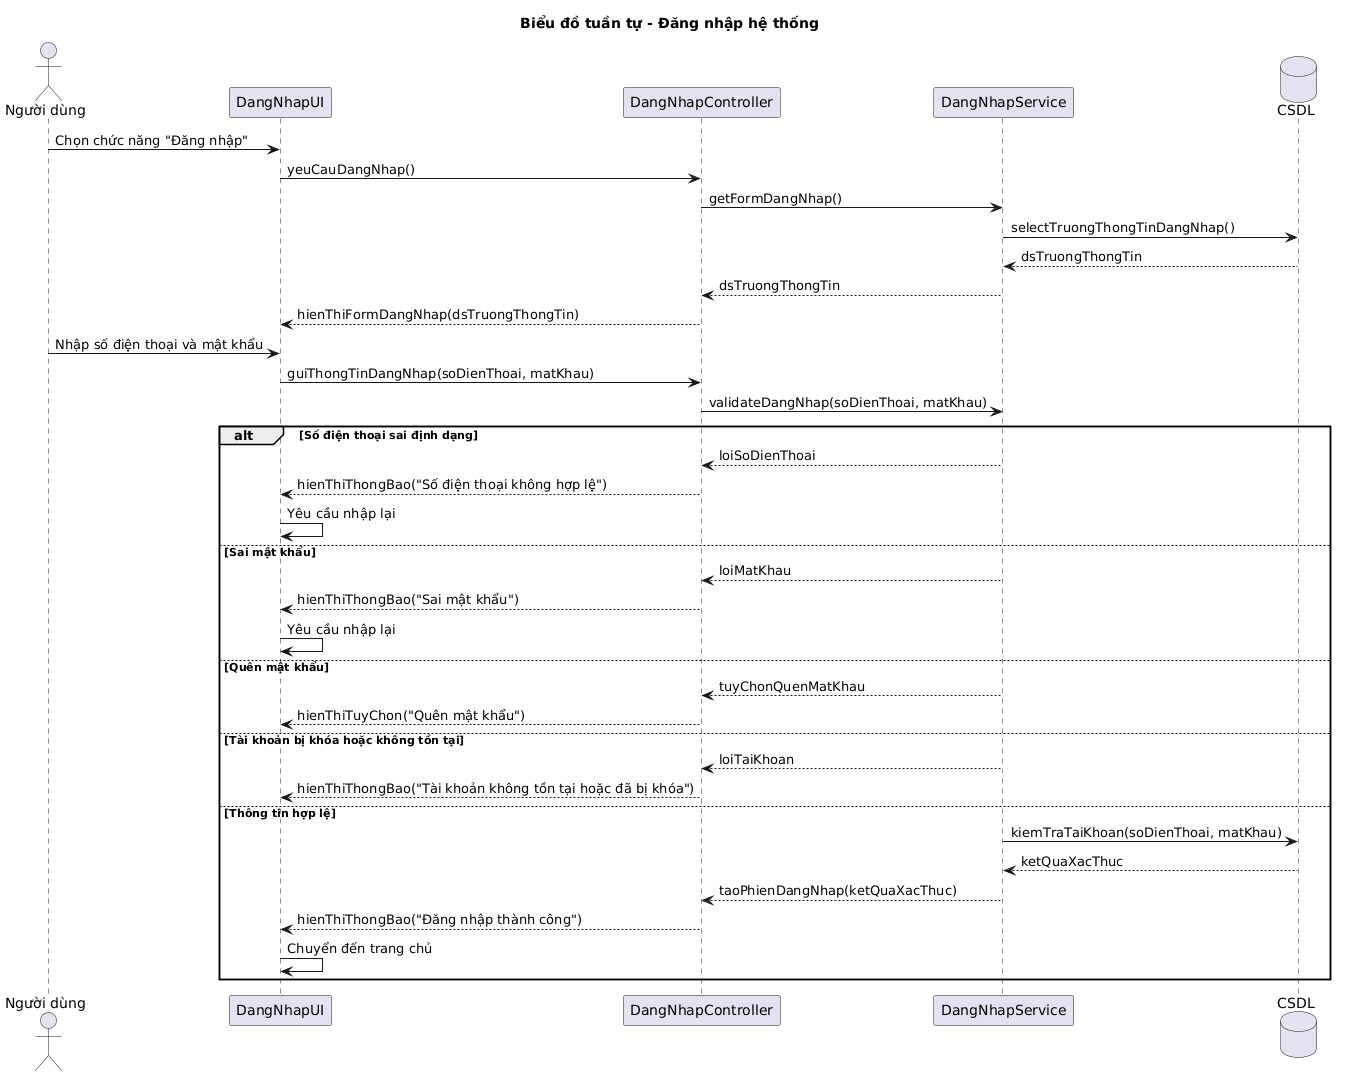 Biểu đồ tuần tự - Đăng nhập hệ thống
Người dùng
DangNhapUI
DangNhapController
DangNhapService
CSDL
Chọn chức năng "Đăng nhập"
yeuCauDangNhap()
getFormDangNhap()
selectTruongThongTinDangNhap()
dsTruongThongTin
dsTruongThongTin
hienThiFormDangNhap(dsTruongThongTin)
Nhập số điện thoại và mật khẩu
guiThongTinDangNhap(soDienThoai, matKhau)
validateDangNhap(soDienThoai, matKhau)
alt [Số điện thoại sai định dạng]
loiSoDienThoai
hienThiThongBao("Số điện thoại không hợp lệ")
Yêu cầu nhập lại
[Sai mật khẩu]
loiMatKhau
hienThiThongBao("Sai mật khẩu")
Yêu cầu nhập lại
[Quên mật khẩu]
tuyChonQuenMatKhau
hienThiTuyChon("Quên mật khẩu")
[Tài khoản bị khóa hoặc không tồn tại]
loiTaiKhoan
hienThiThongBao("Tài khoản không tồn tại hoặc đã bị khóa")
[Thông tin hợp lệ]
kiemTraTaiKhoan(soDienThoai, matKhau)
ketQuaXacThuc
taoPhienDangNhap(ketQuaXacThuc)
hienThiThongBao("Đăng nhập thành công")
Chuyển đến trang chủ
Người dùng
DangNhapUI
DangNhapController
DangNhapService
CSDL